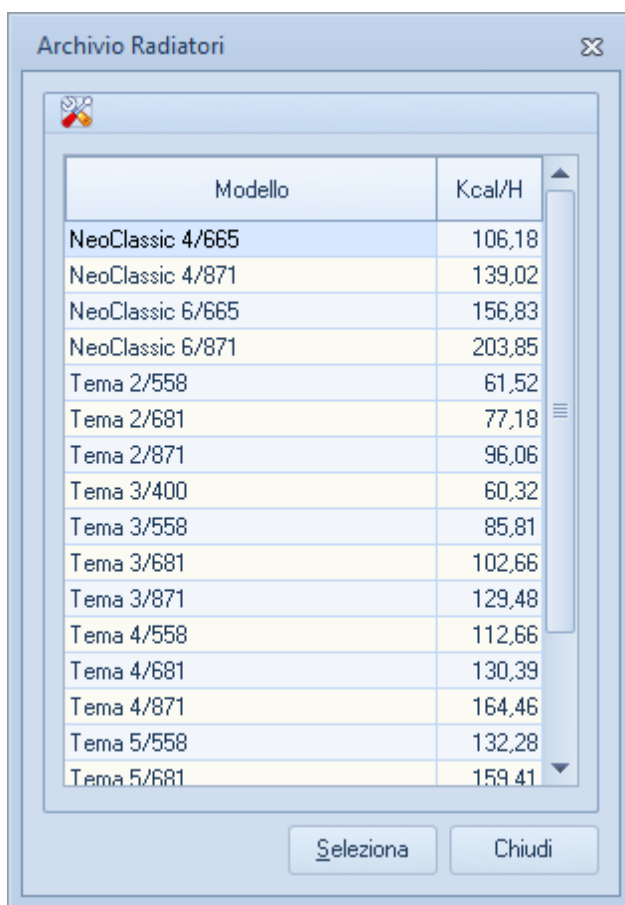 Archivio Radiatori
Modello Kcal/H
NeoClassic 4/665 106,18
NeoClassic 4/871 139,02
NeoClassic 6/665 156,83
NeoClassic 6/871 203,85
Tema 2/558 61,52
Tema 2/681 77,18
Tema 2/871 96,06
Tema 3/400 60,32
Tema 3/558 85,81
Tema 3/681 102,66
Tema 3/871 129,48
Tema 4/558 112,66
Tema 4/681 130,39
Tema 4/871 164,46
Tema 5/558 132,28
Tema 5/681 159,41
Seleziona Chiudi